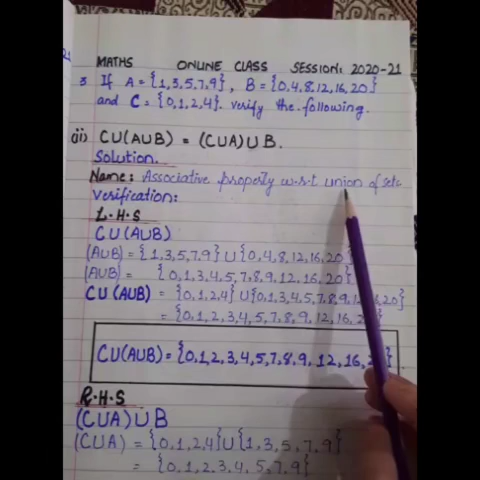 MATHS ONLINE CLASS SESSION: 2020-21
3 If A = {1,3,5,7,9}, B = {0,4,8,12,16,20}
and C = {0,1,2,4}. verify the following.
(ii) CU(AUB) = (CUA)UB.
Solution.
Name: Associative property w.r.t union of sets
Verification:
L.H.S
CU(AUB)
(AUB) = {1,3,5,7,9} U {0,4,8,12,16,20}
(AUB) = {0,1,3,4,5,7,8,9,12,16,20}
CU(AUB) = {0,1,2,4} U {0,1,3,4,5,7,8,9,12,16,20}
= {0,1,2,3,4,5,7,8,9,12,16,20}
CU(AUB) = {0,1,2,3,4,5,7,8,9,12,16,2 }
R.H.S
(CUA)UB
(CUA) = {0,1,2,4}U{1,3,5,7,9}
= {0,1,2,3,4,5,7,9}